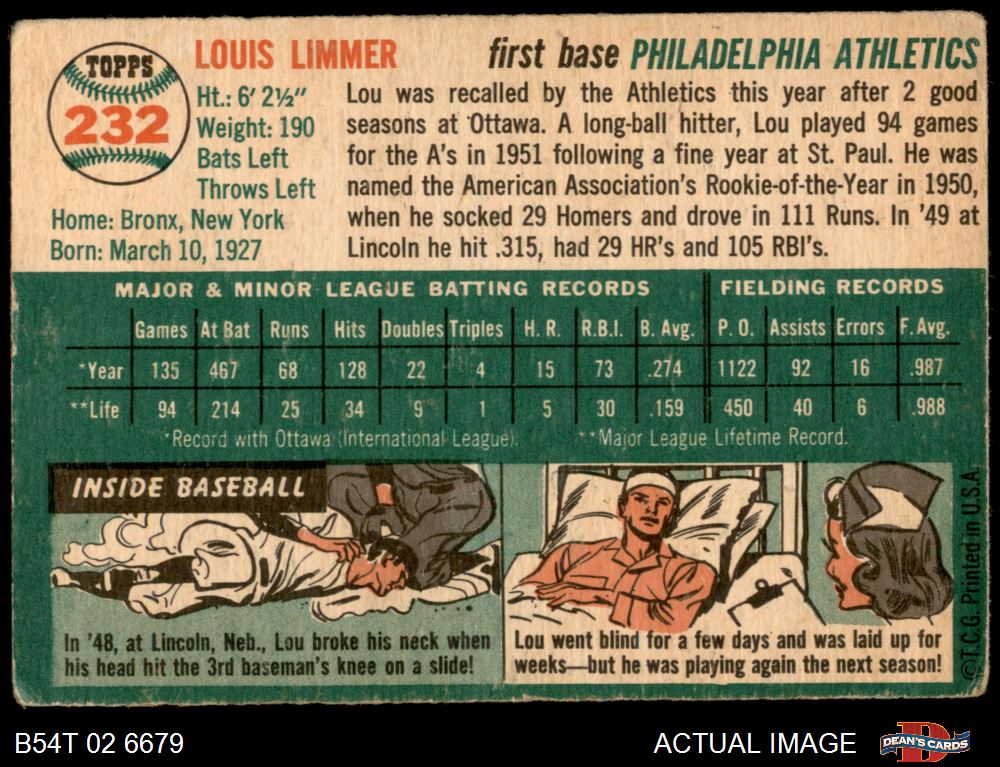 TOPPS
232
LOUIS LIMMER
first base PHILADELPHIA ATHLETICS
Ht.: 6' 2½"
Weight: 190
Bats Left
Throws Left
Home: Bronx, New York
Born: March 10, 1927
Lou was recalled by the Athletics this year after 2 good
seasons at Ottawa. A long-ball hitter, Lou played 94 games
for the A's in 1951 following a fine year at St. Paul. He was
named the American Association's Rookie-of-the-Year in 1950,
when he socked 29 Homers and drove in 111 Runs. In '49 at
Lincoln he hit .315, had 29 HR's and 105 RBI's.
MAJOR & MINOR LEAGUE BATTING RECORDS FIELDING RECORDS
Games At Bat Runs Hits Doubles Triples H. R. R.B.I. B. Avg. P. O. Assists Errors F. Avg.
*Year 135 467 68 128 22 4 15 73 .274 1122 92 16 .987
**Life 94 214 25 34 9 1 5 30 .159 450 40 6 .988
*Record with Ottawa (International League). **Major League Lifetime Record.
INSIDE BASEBALL
In '48, at Lincoln, Neb., Lou broke his neck when
his head hit the 3rd baseman's knee on a slide!
Lou went blind for a few days and was laid up for
weeks—but he was playing again the next season!
©T.C.G. Printed in U.S.A.
B54T 02 6679
ACTUAL IMAGE
D
DEAN'S CARDS